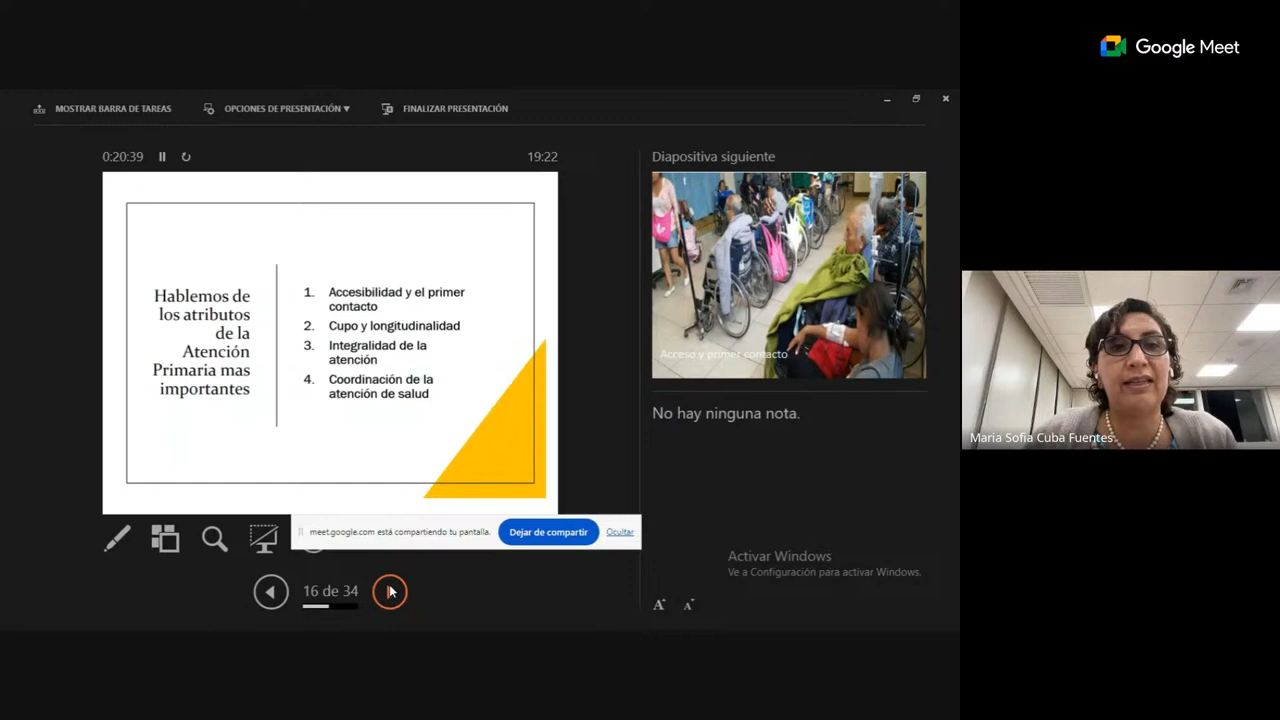 Google Meet
MOSTRAR BARRA DE TAREAS
OPCIONES DE PRESENTACIÓN ▼
FINALIZAR PRESENTACIÓN
0:20:39
19:22
Diapositiva siguiente
Hablemos de
los atributos
de la
Atención
Primaria mas
importantes
1. Accesibilidad y el primer
contacto
2. Cupo y longitudinalidad
3. Integralidad de la
atención
4. Coordinación de la
atención de salud
Acceso y primer contacto
No hay ninguna nota.
Maria Sofia Cuba Fuentes
meet.google.com está compartiendo tu pantalla.
Dejar de compartir
Ocultar
Activar Windows
Ve a Configuración para activar Windows.
16 de 34
A A